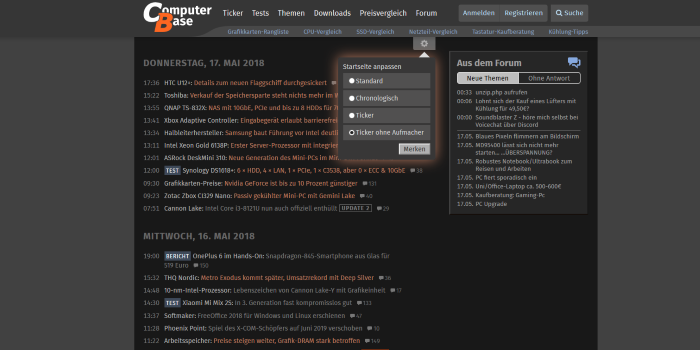 Computer Base
Ticker Tests Themen Downloads Preisvergleich Forum
Anmelden Registrieren Suche
Grafikkarten-Rangliste CPU-Vergleich SSD-Vergleich Netzteil-Vergleich Tastatur-Kaufberatung Kühlung-Tipps
DONNERSTAG, 17. MAI 2018
17:36 HTC U12+: Details zum neuen Flaggschiff durchgesickert
15:22 Toshiba: Verkauf der Speichersparte steht nichts mehr im
13:55 QNAP TS-832X: NAS mit 10GbE, PCIe und bis zu 8 HDDs für
13:41 Xbox Adaptive Controller: Eingabegerät erlaubt barrierefrei
13:34 Halbleiterhersteller: Samsung baut Führung vor Intel deutli
13:11 Intel Xeon Gold 6138P: Erster Server-Prozessor mit integrier
12:01 ASRock DeskMini 310: Neue Generation des Mini-PCs im Mi
12:00 TEST Synology DS1618+: 6 × HDD, 4 × LAN, 1 × PCIe, 1 × C3538, aber 0 × ECC & 10GbE 38
09:30 Grafikkarten-Preise: Nvidia GeForce ist bis zu 10 Prozent günstiger 131
09:23 Zotac Zbox CI329 Nano: Passiv gekühlter Mini-PC mit Gemini Lake 40
07:51 Cannon Lake: Intel Core i3-8121U nun auch offiziell enthüllt UPDATE 2 29
MITTWOCH, 16. MAI 2018
19:00 BERICHT OnePlus 6 im Hands-On: Snapdragon-845-Smartphone aus Glas für
519 Euro 150
15:32 THQ Nordic: Metro Exodus kommt später, Umsatzrekord mit Deep Silver 36
14:48 10-nm-Intel-Prozessor: Lebenszeichen von Cannon Lake-Y mit Grafikeinheit 17
14:30 TEST Xiaomi Mi Mix 2S: In 3. Generation fast kompromisslos gut 133
13:37 Softmaker: FreeOffice 2018 für Windows und Linux erschienen 41
11:28 Phoenix Point: Spiel des X-COM-Schöpfers auf Juni 2019 verschoben 10
11:22 Arbeitsspeicher: Preise steigen weiter, Grafik-DRAM stark betroffen 149
Startseite anpassen
Standard
Chronologisch
Ticker
Ticker ohne Aufmacher
Merken
Aus dem Forum
Neue Themen Ohne Antwort
00:33 unzip.php aufrufen
00:06 Lohnt sich der Kauf eines Lüfters mit
Kühlung für 49,50€?
00:00 Soundblaster Z - höre mich selbst bei
Voicechat über Discord
17.05. Blaues Pixeln flimmern am Bildschirm
17.05. M095400 lässt sich nicht mehr
starten... ...ÜBERSPANNUNG?
17.05. Robustes Notebook/Ultrabook zum
Reisen und Arbeiten
17.05. PC fiert sporadisch ein
17.05. Uni/Office-Laptop ca. 500-600€
17.05. Kaufberatung: Gaming-Pc
17.05. PC Upgrade